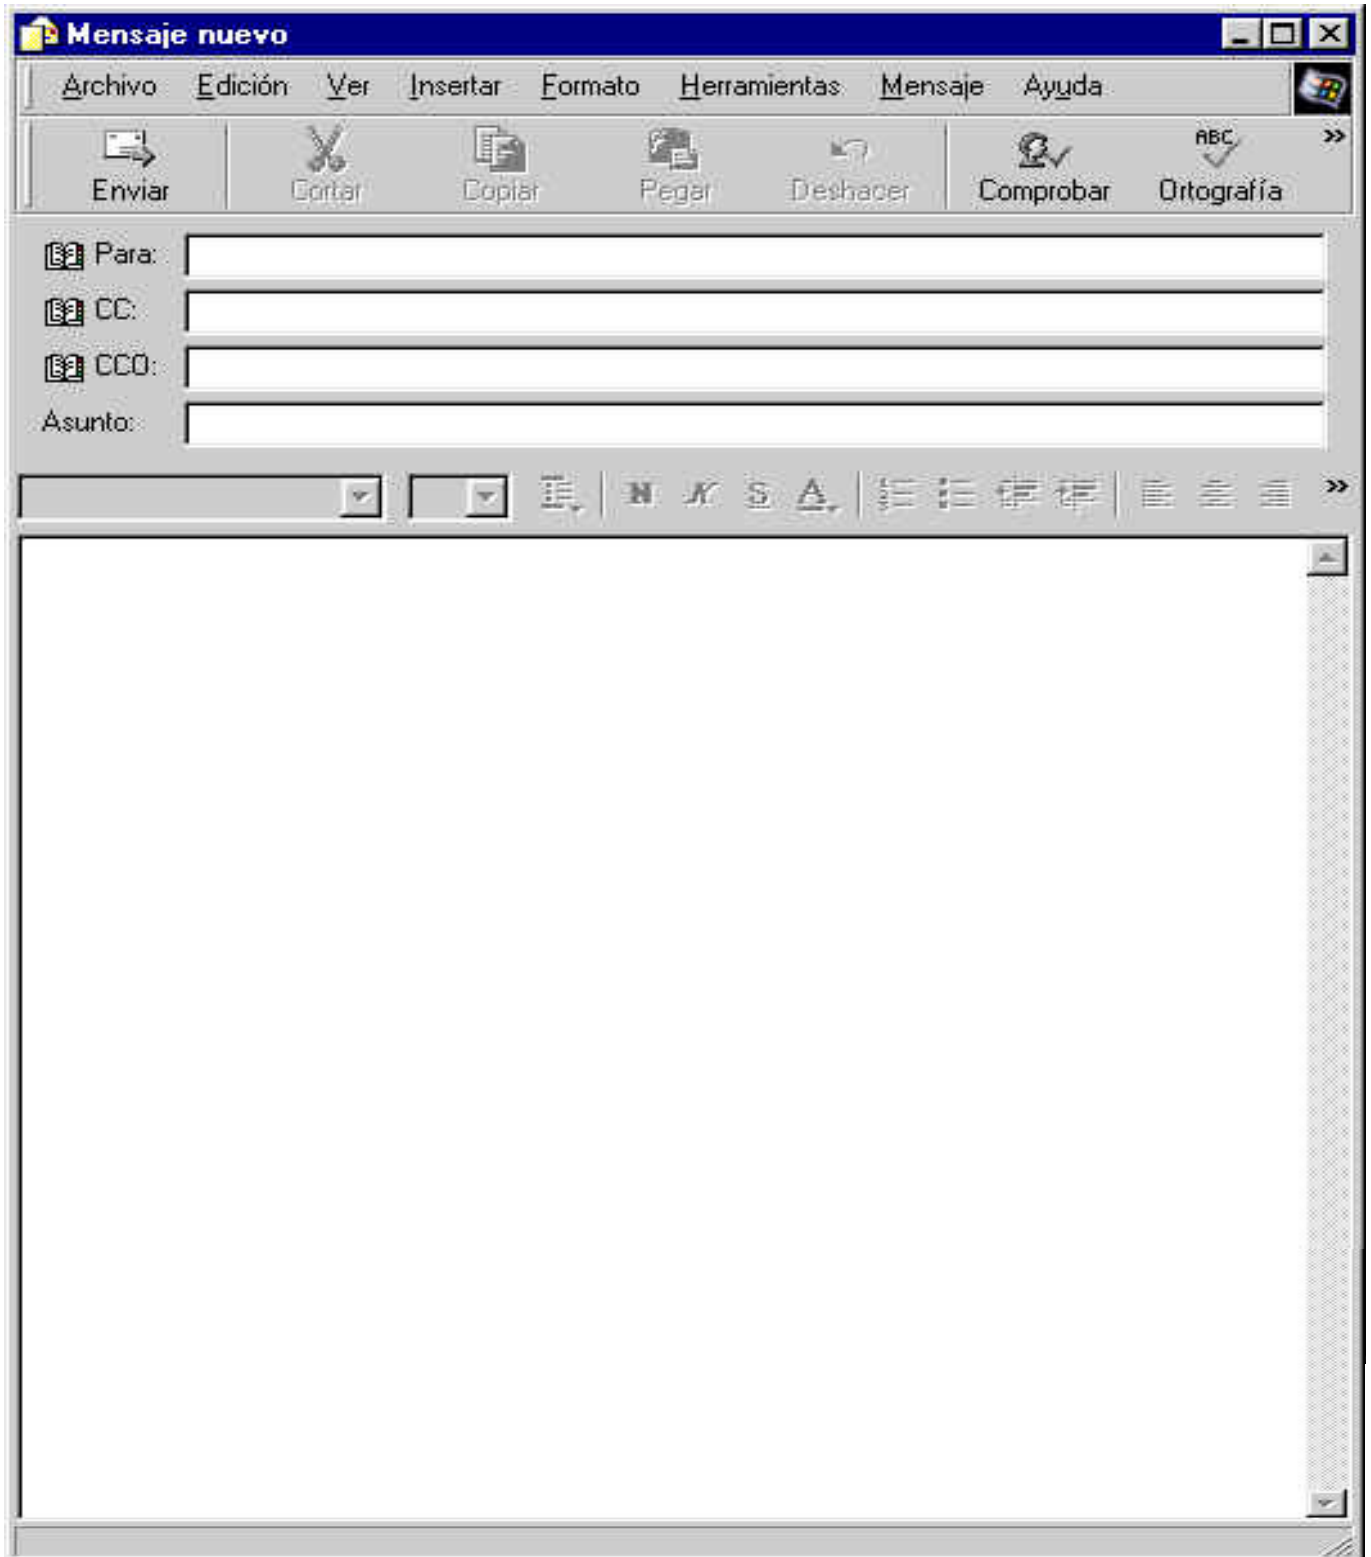 Mensaje nuevo
Archivo Edición Ver Insertar Formato Herramientas Mensaje Ayuda
ABC
Enviar Cortar Copiar Pegar Deshacer Comprobar Ortografía
Para:
CC:
CCO:
Asunto:
N K S A